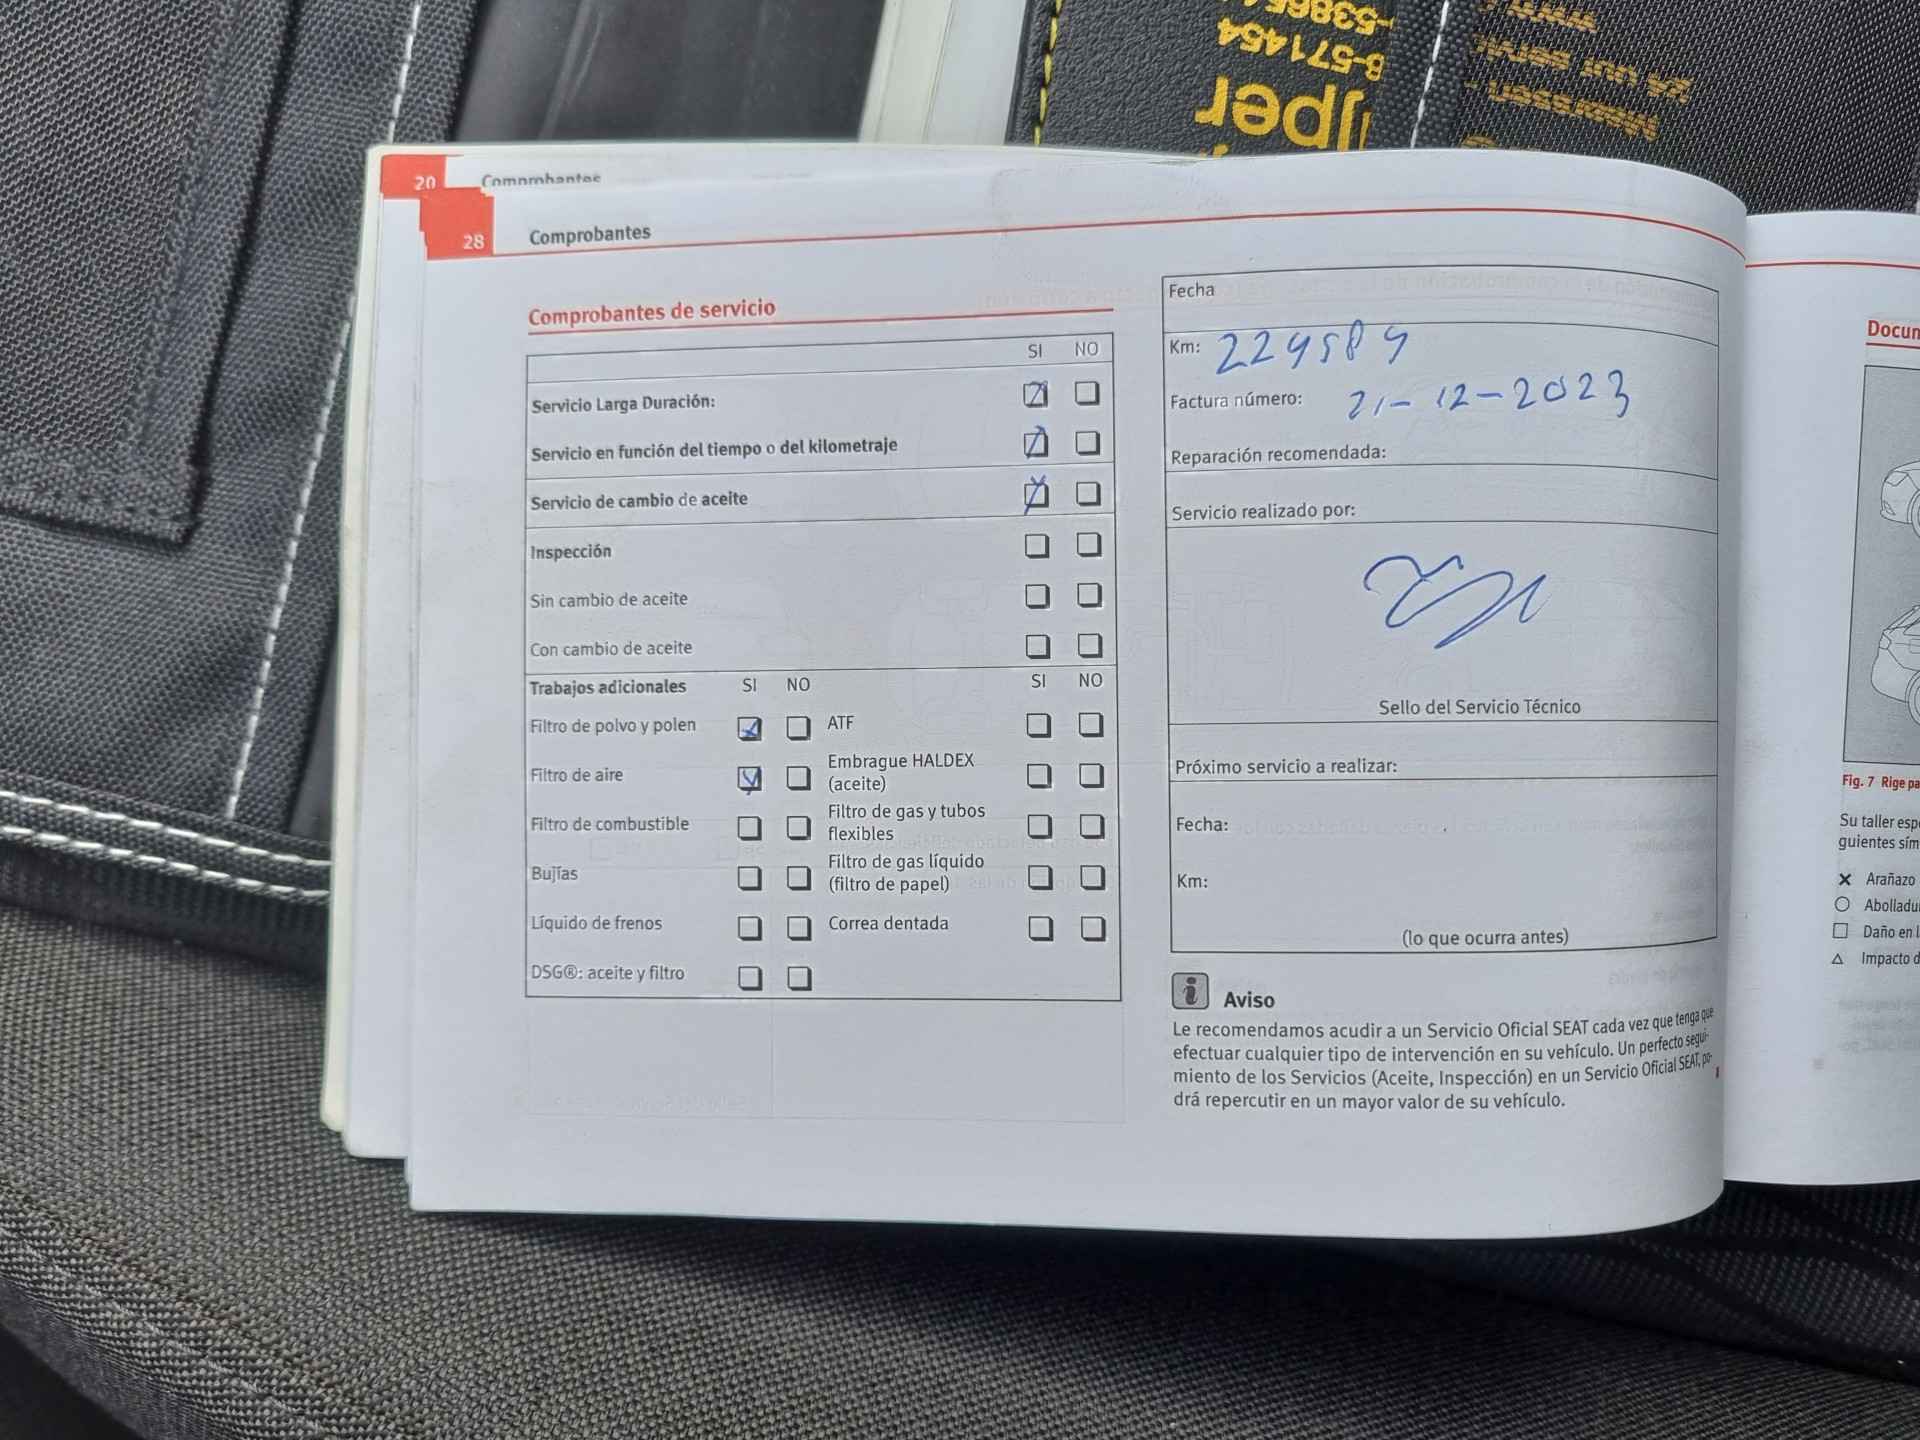 -53865
8-571454
jper
20 Comprobantes
28 Comprobantes
Comprobantes de servicio
SI NO
Servicio Larga Duración:
Servicio en función del tiempo o del kilometraje
Servicio de cambio de aceite
Inspección
Sin cambio de aceite
Con cambio de aceite
Trabajos adicionales SI NO SI NO
Filtro de polvo y polen ATF
Filtro de aire Embrague HALDEX
(aceite)
Filtro de combustible Filtro de gas y tubos
flexibles
Bujías Filtro de gas líquido
(filtro de papel)
Líquido de frenos Correa dentada
DSG®: aceite y filtro
Fecha
Km: 229589
Factura número: 21-12-2023
Reparación recomendada:
Servicio realizado por:
Sello del Servicio Técnico
Próximo servicio a realizar:
Fecha:
Km:
(lo que ocurra antes)
Aviso
Le recomendamos acudir a un Servicio Oficial SEAT cada vez que tenga que
efectuar cualquier tipo de intervención en su vehículo. Un perfecto segui-
miento de los Servicios (Aceite, Inspección) en un Servicio Oficial SEAT, po-
drá repercutir en un mayor valor de su vehículo.
Docun
Fig. 7 Rige pa
Su taller esp
guientes sím
Arañazo
Abolladu
Daño en l
Impacto d